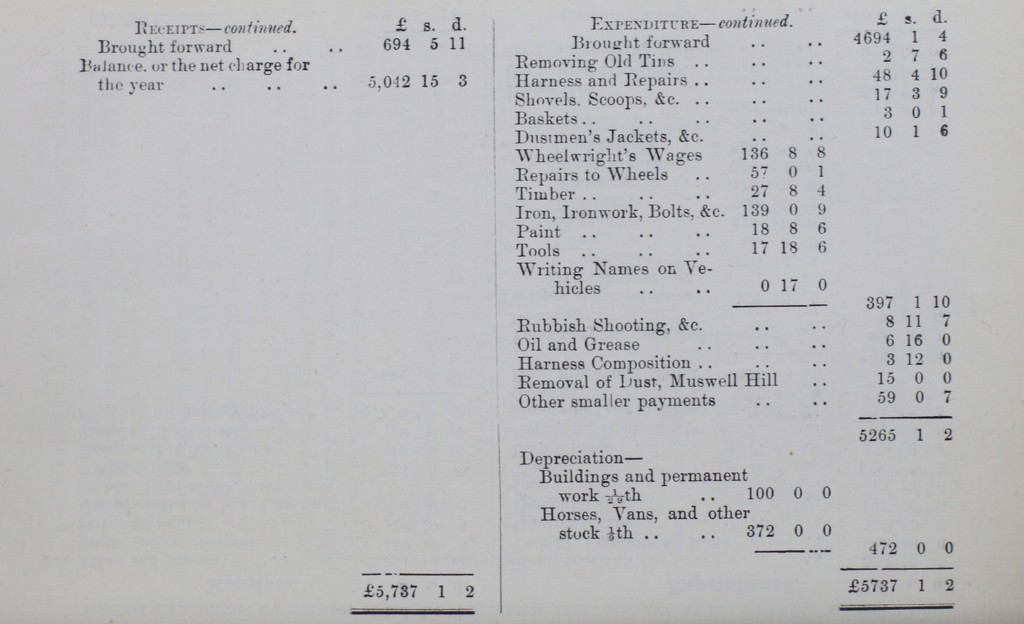 RECEIPTS—continued. £ s. d.
Brought forward .. .. 694 5 11
Balance. or the net charge for
the year .. .. .. 5,042 15 3
£5,737 1 2
EXPENDITURE—continued. £ s. d.
Brought forward .. .. 4694 1 4
Removing Old Tins .. .. .. 2 7 6
Harness and Repairs .. .. .. 48 4 10
Shovels. Scoops, &c. .. .. .. 17 3 9
Baskets .. .. .. .. .. 3 0 1
Dustmen's Jackets, &c. .. .. 10 1 6
Wheelwright's Wages 136 8 8
Repairs to Wheels .. 57 0 1
Timber .. .. .. 27 8 4
Iron, Ironwork, Bolts, &c. 139 0 9
Paint .. .. .. 18 8 6
Tools .. .. .. 17 18 6
Writing Names on Ve-
hicles .. .. 0 17 0
397 1 10
Rubbish Shooting, &c. .. .. 8 11 7
Oil and Grease .. .. .. 6 16 0
Harness Composition .. .. .. 3 12 0
Removal of Dust, Muswell Hill .. 15 0 0
Other smaller payments .. .. 59 0 7
5265 1 2
Depreciation—
Buildings and permanent
work th .. 100 0 0
Horses, Vans, and other
stock th .. .. 372 0 0
472 0 0
£5737 1 2